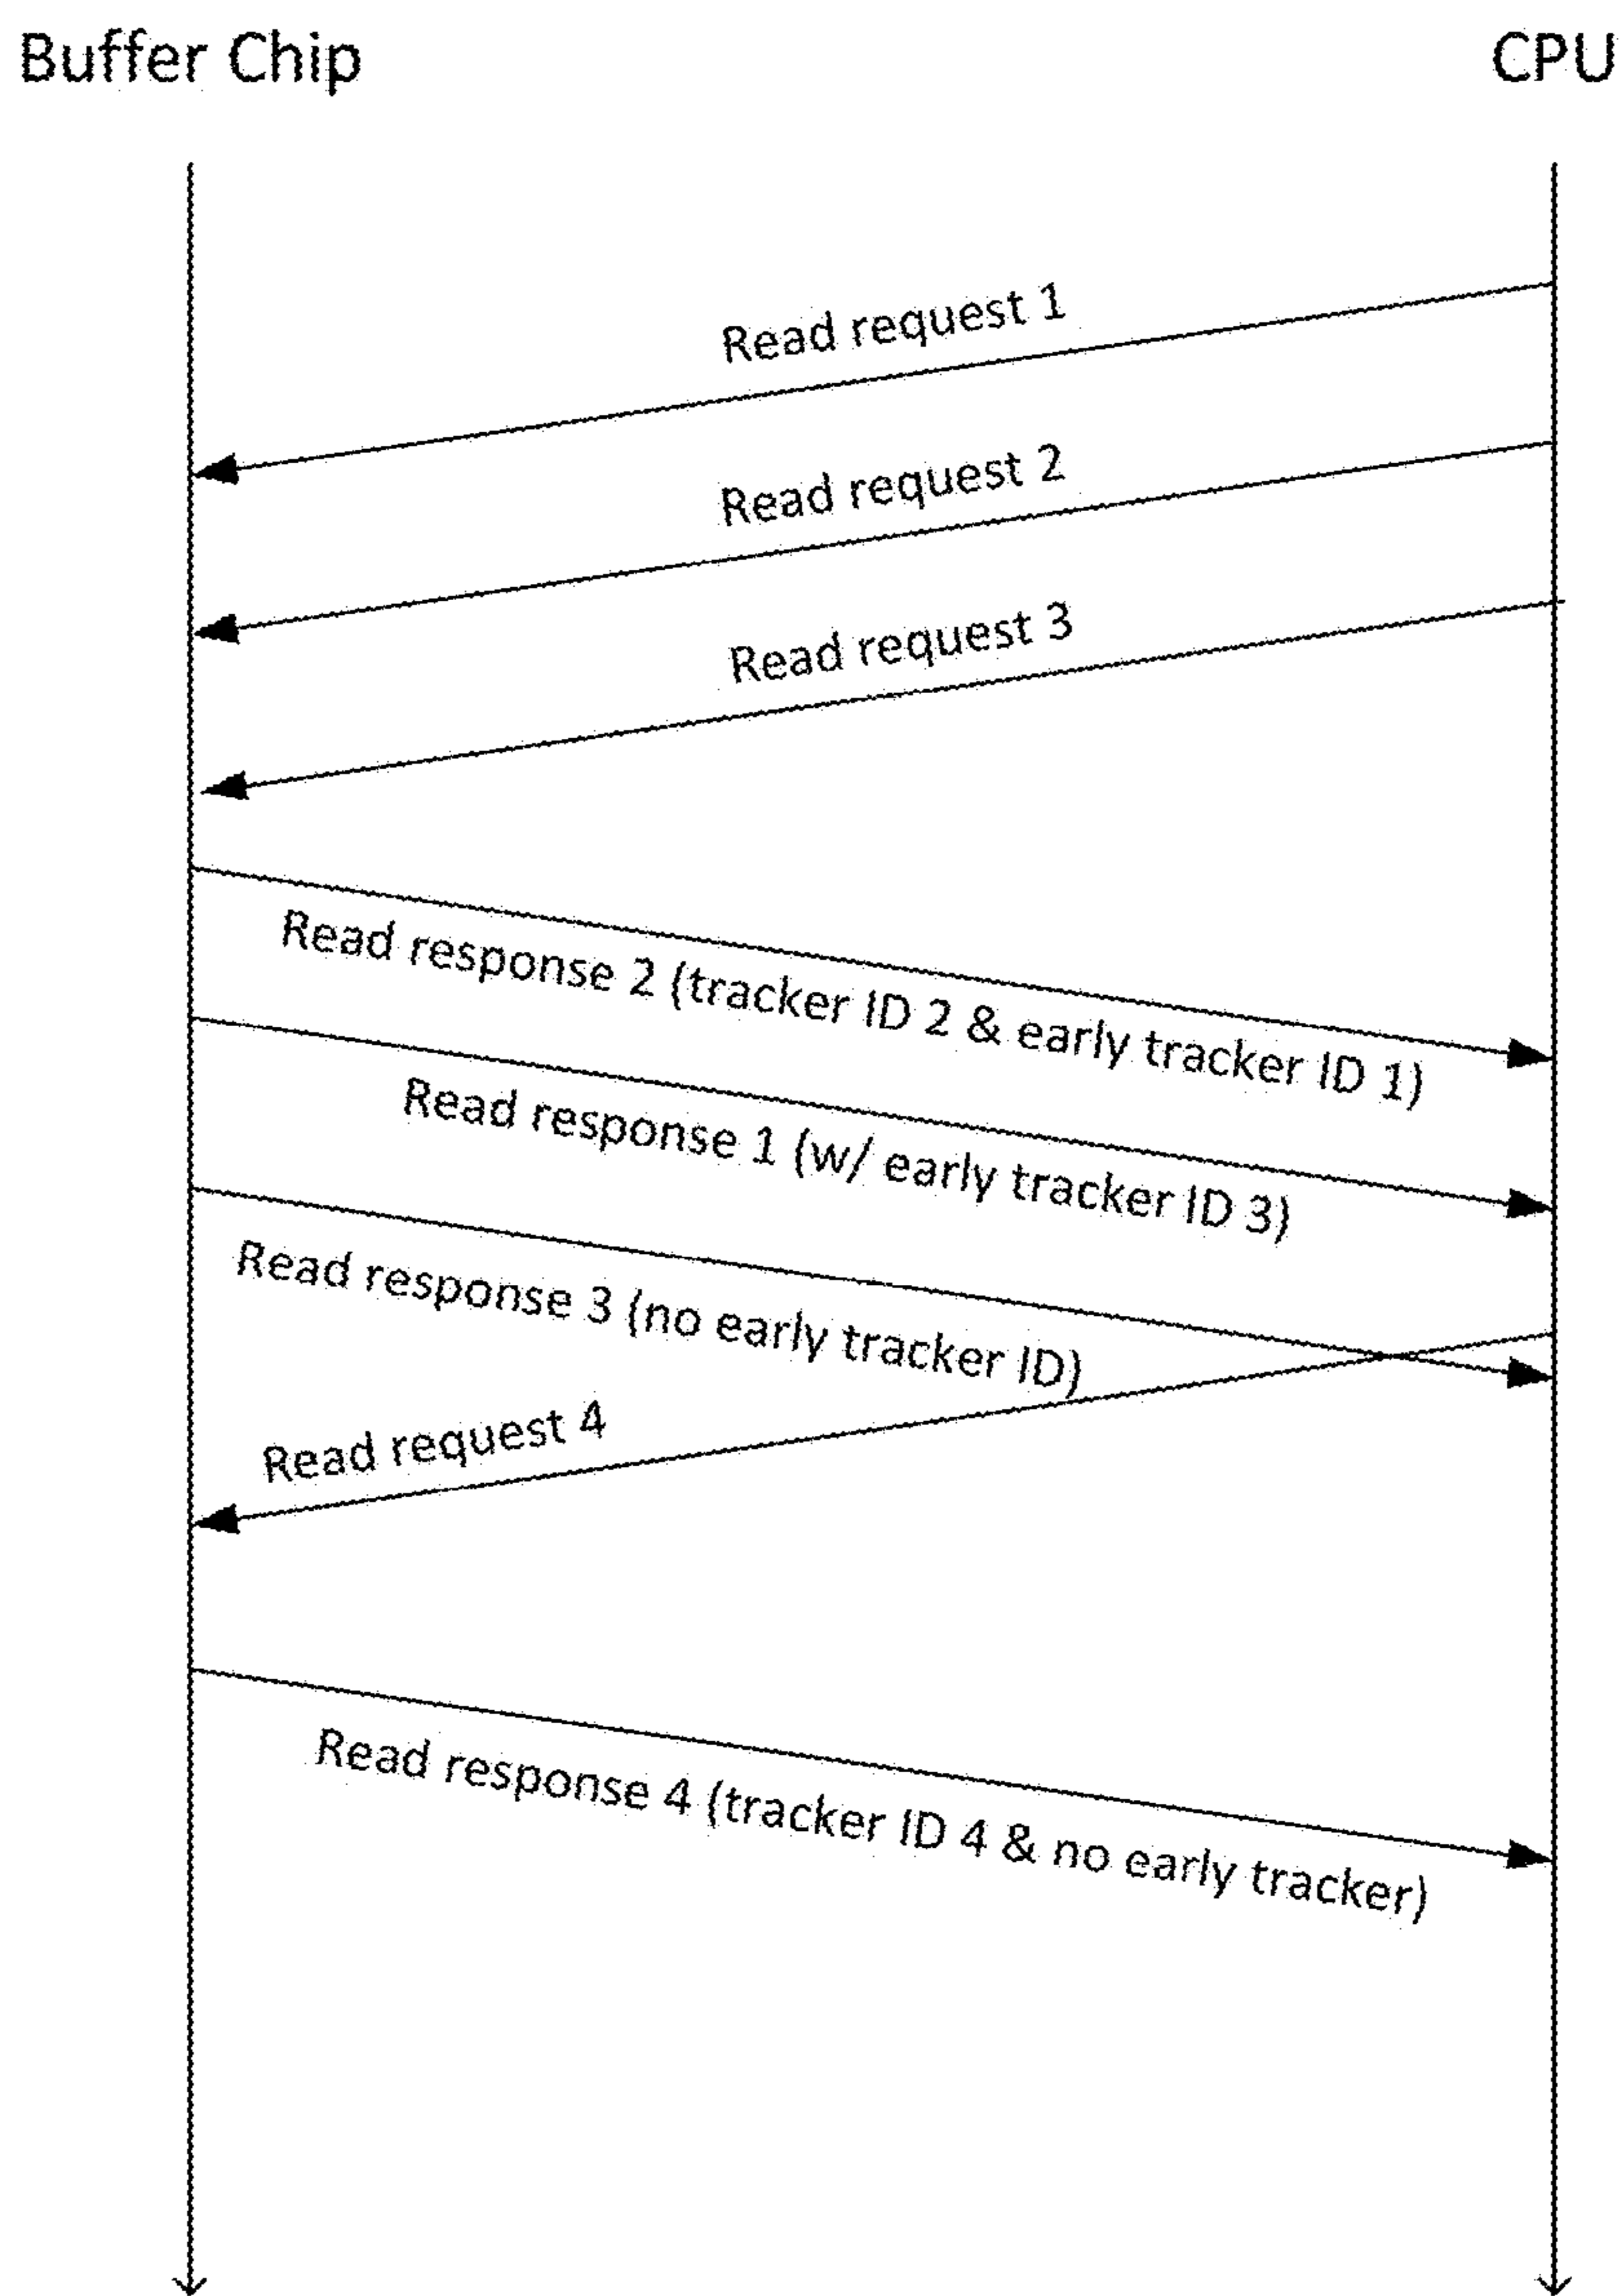 Buffer Chip
CPU
Read request 1
Read request 2
Read request 3
Read response 2 (tracker ID 2 & early tracker ID 1)
Read response 1 (w/ early tracker ID 3)
Read response 3 (no early tracker ID)
Read request 4
Read response 4 (tracker ID 4 & no early tracker)